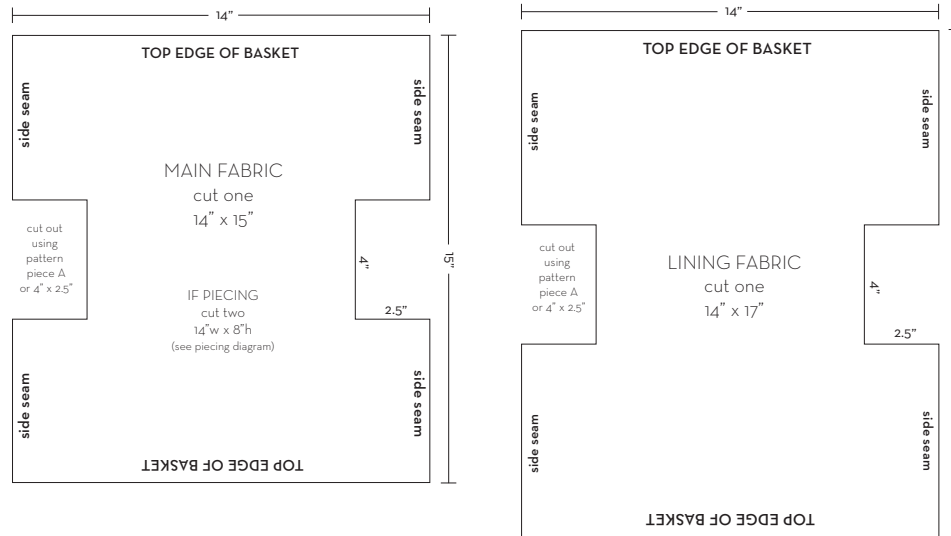 14”
TOP EDGE OF BASKET
side seam
side seam
MAIN FABRIC
cut one
14” x 15”
cut out
using
pattern
piece A
or 4” x 2.5”
4”
15”
IF PIECING
cut two
14”w x 8”h
(see piecing diagram)
2.5”
side seam
side seam
TOP EDGE OF BASKET
14”
TOP EDGE OF BASKET
side seam
side seam
cut out
using
pattern
piece A
or 4” x 2.5”
LINING FABRIC
cut one
14” x 17”
4”
2.5”
side seam
side seam
TOP EDGE OF BASKET